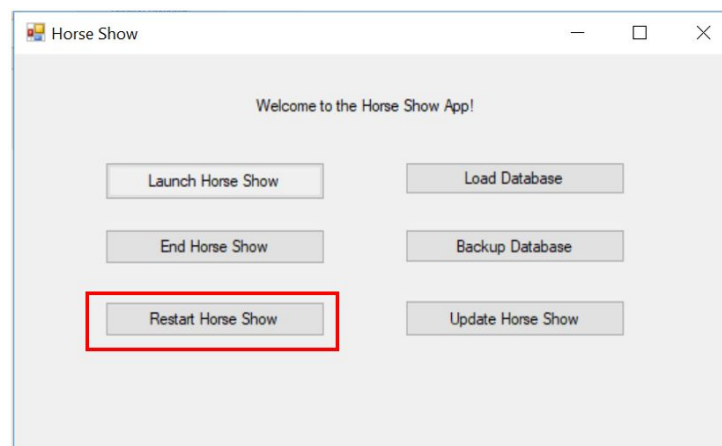 Horse Show
Welcome to the Horse Show App!
Launch Horse Show
Load Database
End Horse Show
Backup Database
Restart Horse Show
Update Horse Show